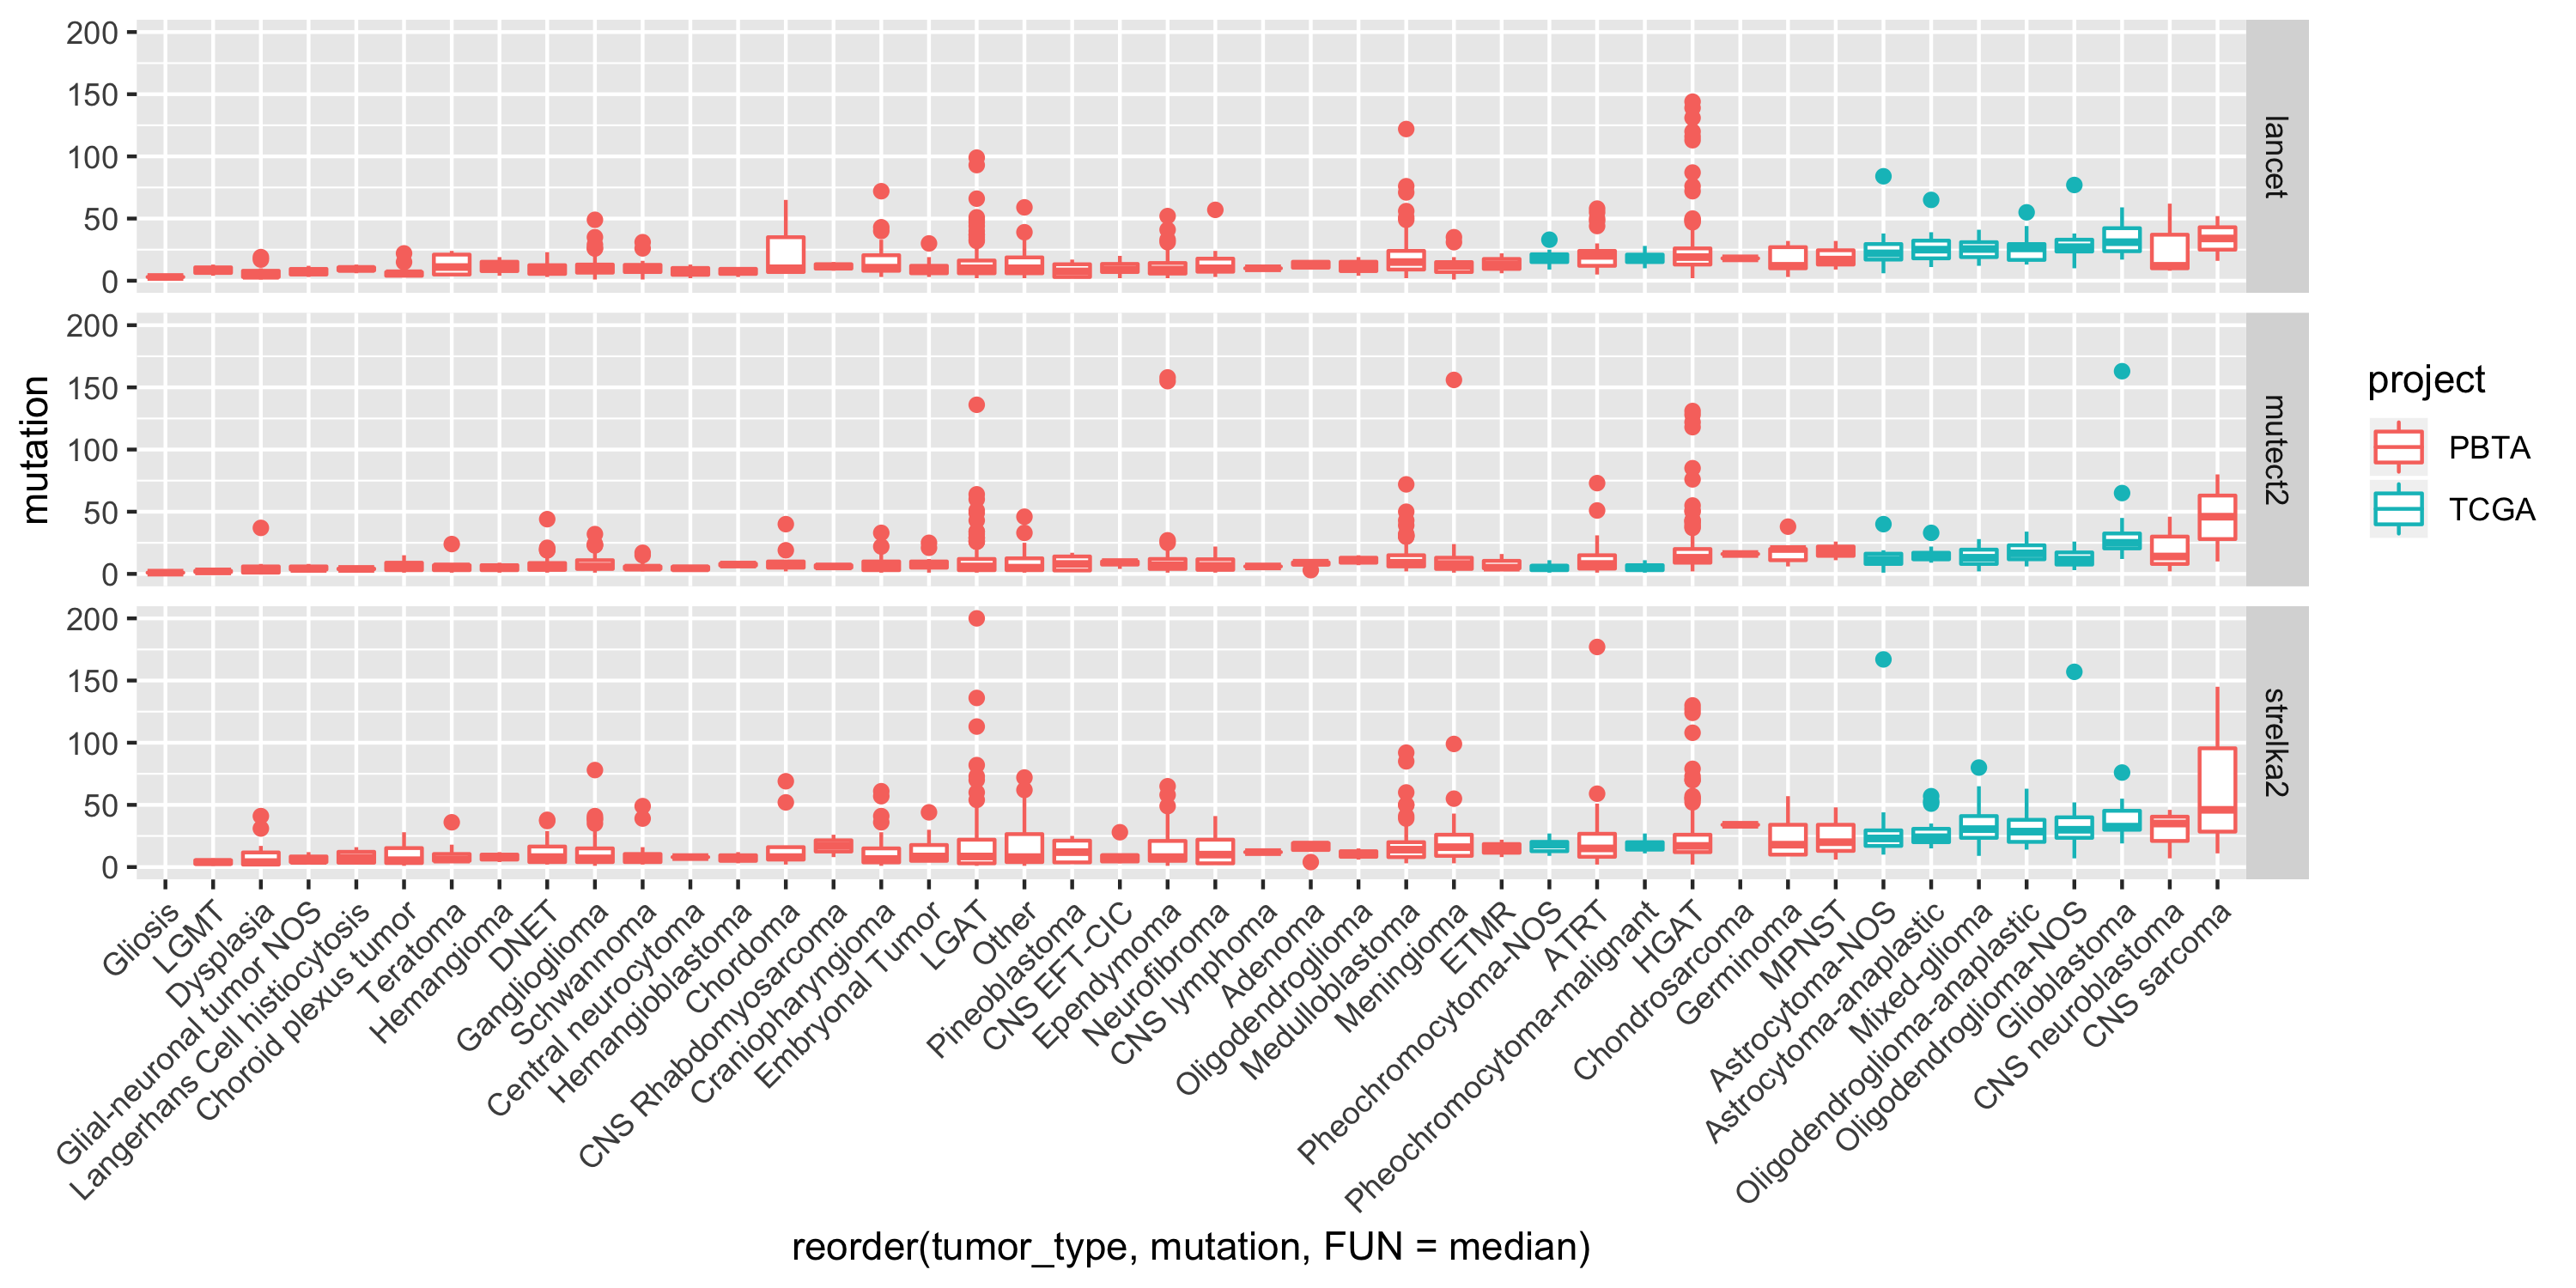 200
150
100
50
0
lancet
200
150
100
50
0
mutect2
200
150
100
50
0
strelka2
mutation
Gliosis
LGMT
Dysplasia
Glial-neuronal tumor NOS
Langerhans Cell histiocytosis
Choroid plexus tumor
Teratoma
Hemangioma
DNET
Ganglioglioma
Schwannoma
Central neurocytoma
Hemangioblastoma
Chordoma
CNS Rhabdomyosarcoma
Craniopharyngioma
Embryonal Tumor
LGAT
Other
Pineoblastoma
CNS EFT-CIC
Ependymoma
Neurofibroma
CNS lymphoma
Adenoma
Oligodendroglioma
Medulloblastoma
Meningioma
ETMR
Pheochromocytoma-NOS
ATRT
Pheochromocytoma-malignant
HGAT
Chondrosarcoma
Germinoma
MPNST
Astrocytoma-NOS
Astrocytoma-anaplastic
Mixed-glioma
Oligodendroglioma-anaplastic
Oligodendroglioma-NOS
Glioblastoma
CNS neuroblastoma
CNS sarcoma
reorder(tumor_type, mutation, FUN = median)
project
PBTA
TCGA